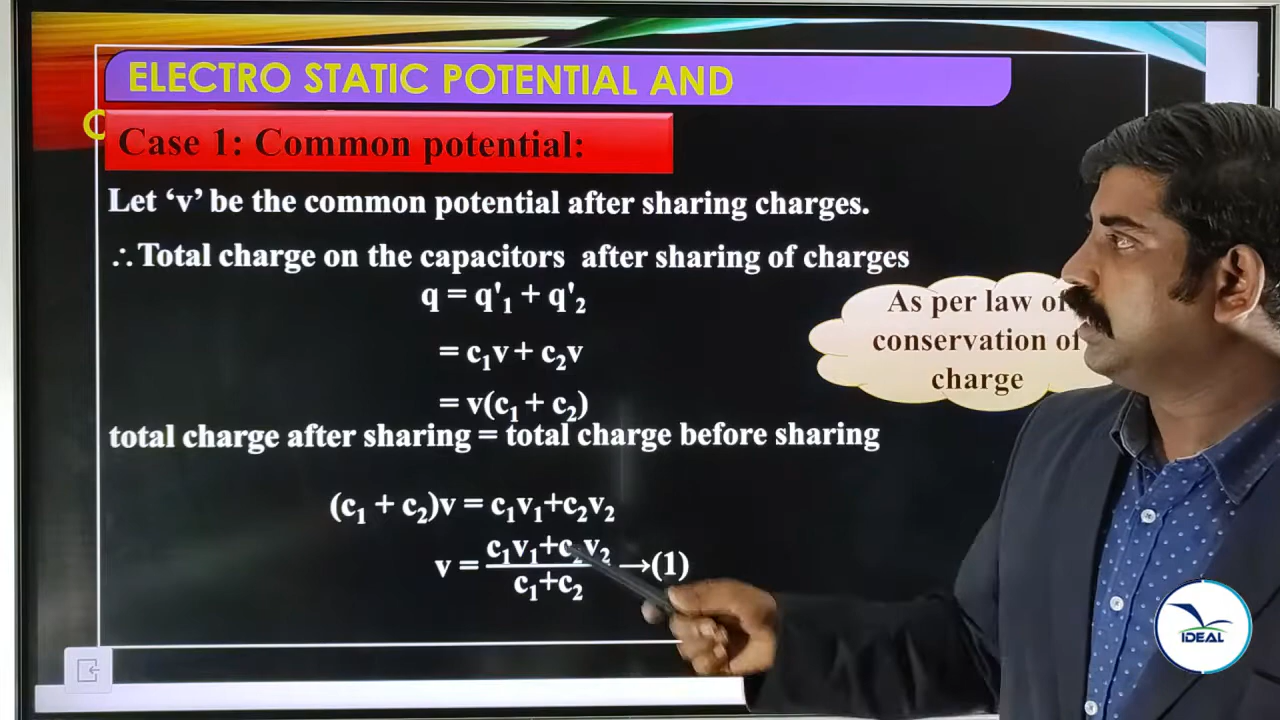 ELECTRO STATIC POTENTIAL AND
C
Case 1: Common potential:
Let ‘v’ be the common potential after sharing charges.
∴Total charge on the capacitors after sharing of charges
q = q'₁ + q'₂
= c₁v + c₂v
= v(c₁ + c₂)
As per law of
conservation of
charge
total charge after sharing = total charge before sharing
(c₁ + c₂)v = c₁v₁+c₂v₂
v = c₁v₁+c₂v₂ →(1)
c₁+c₂
IDEAL